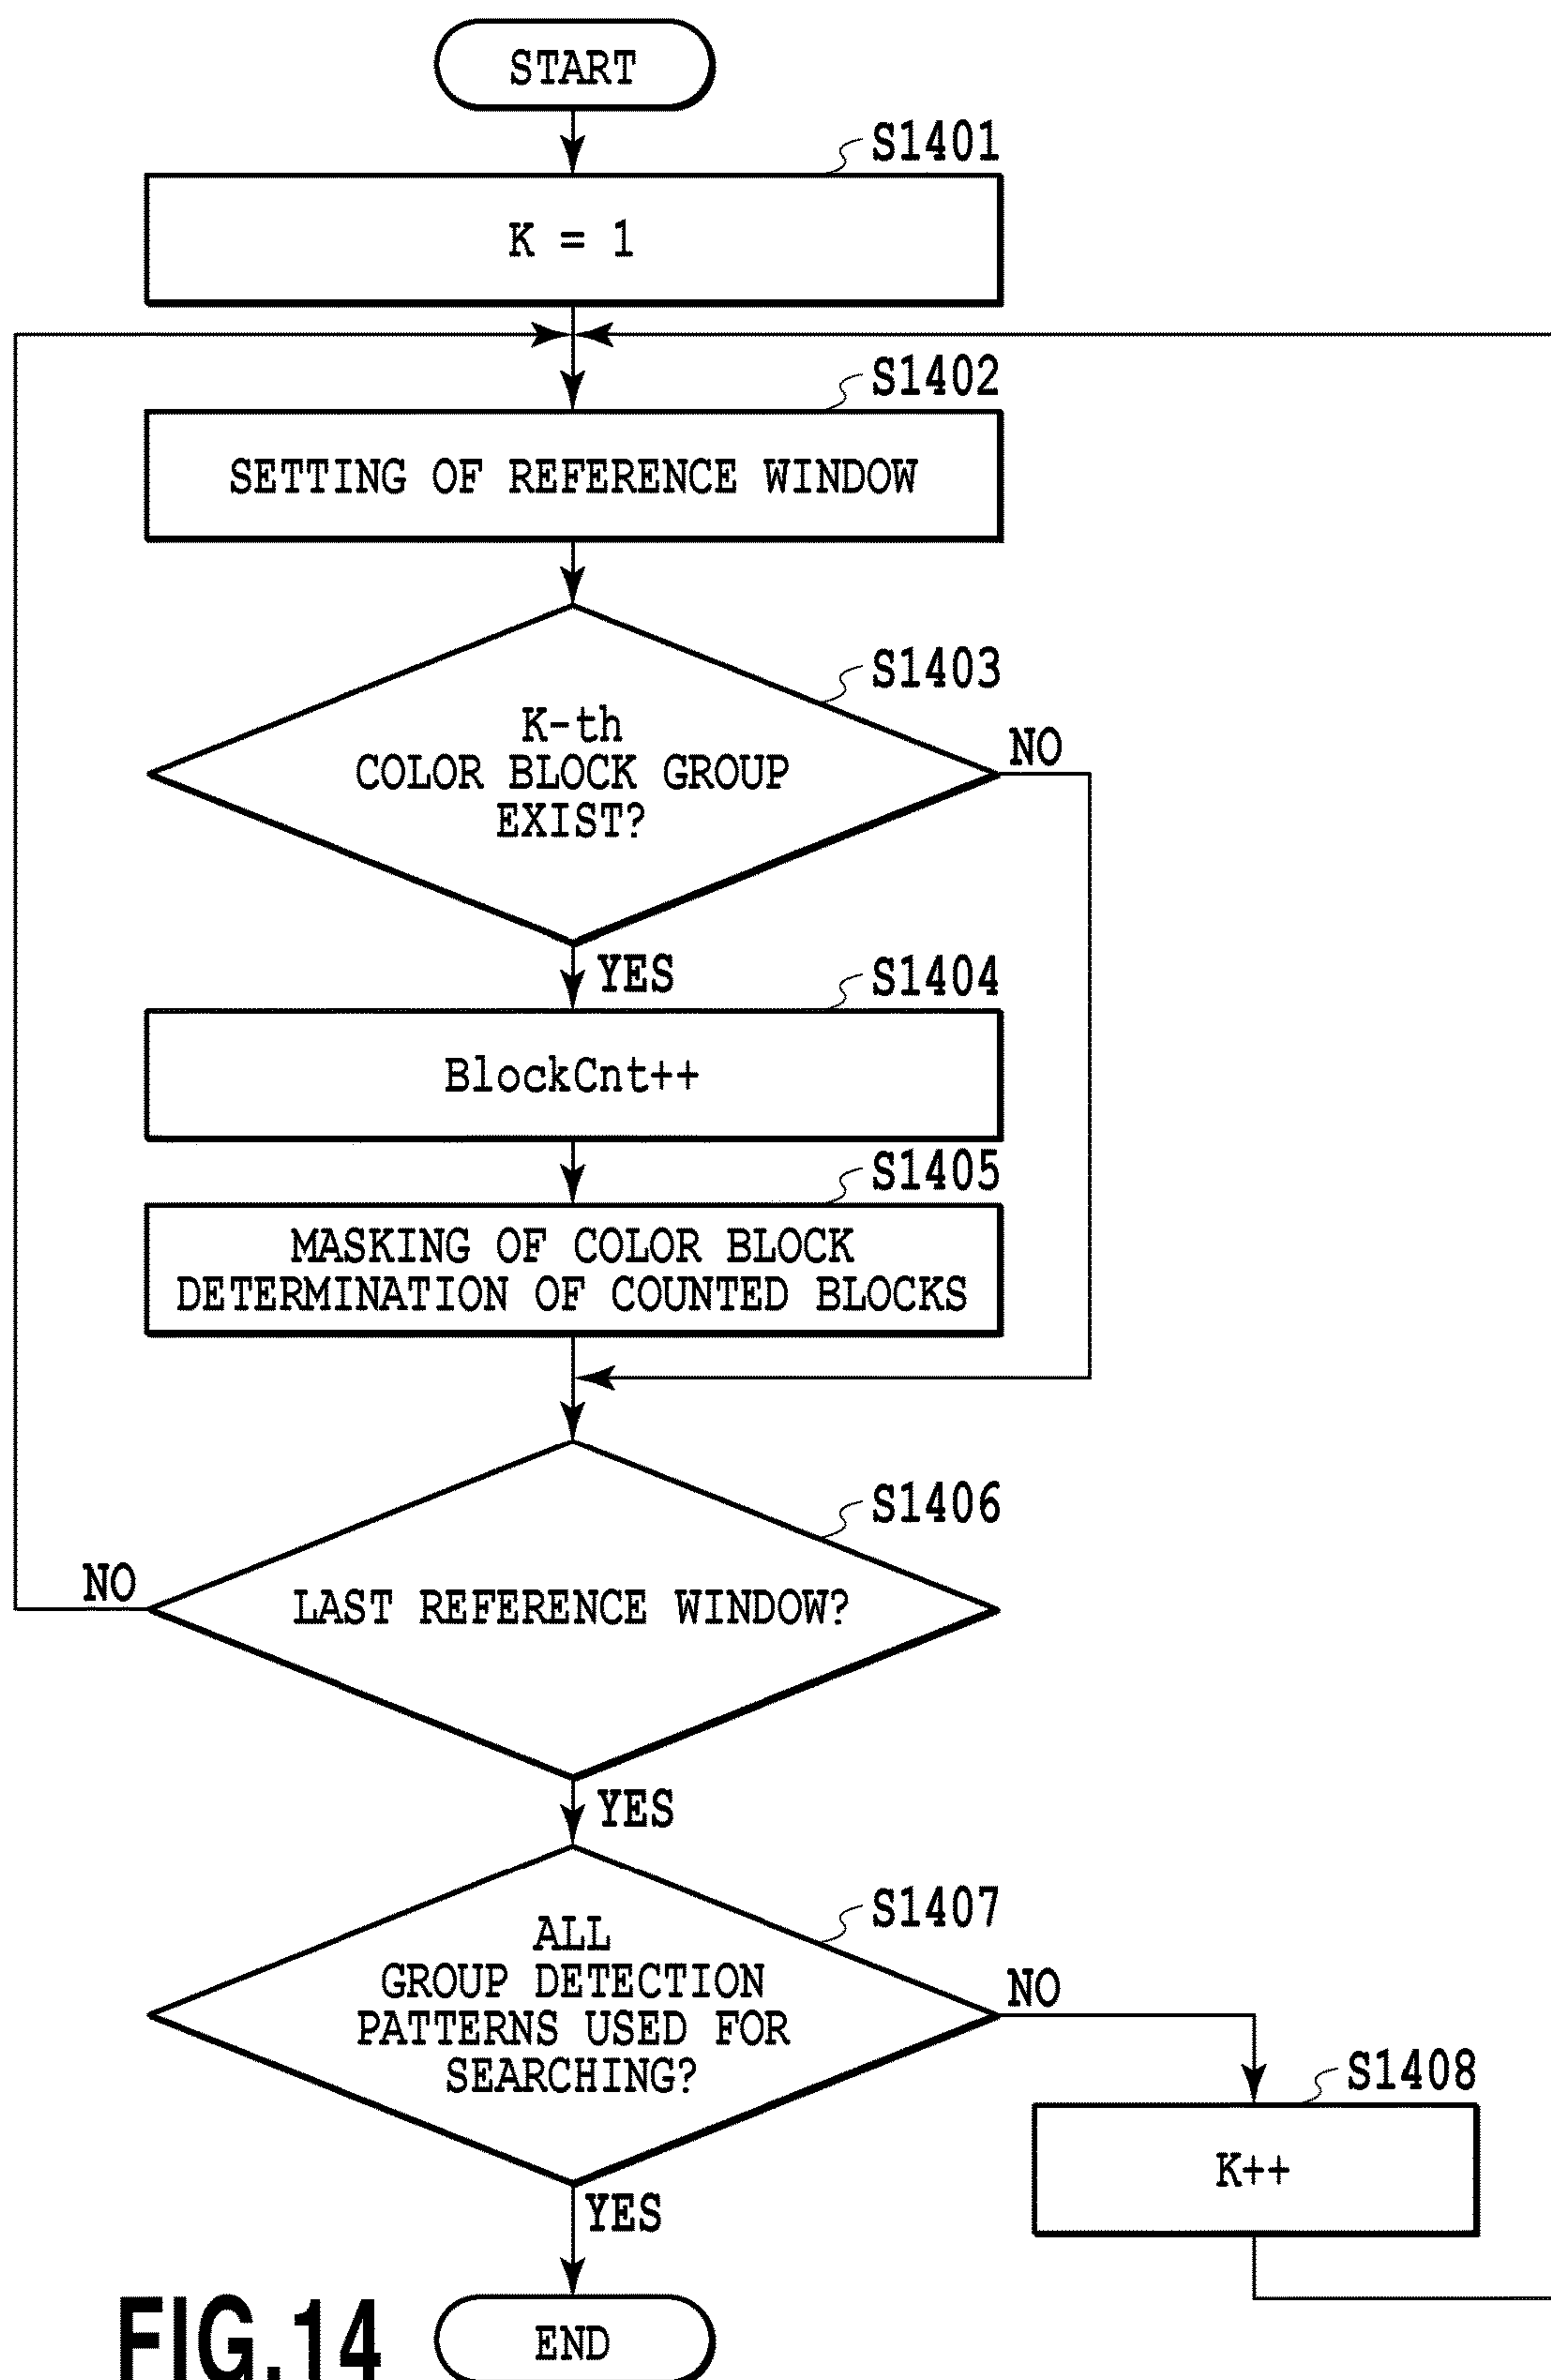 START
S1401
K = 1
S1402
SETTING OF REFERENCE WINDOW
S1403
K-th
COLOR BLOCK GROUP
EXIST?
NO
YES
S1404
BlockCnt++
S1405
MASKING OF COLOR BLOCK
DETERMINATION OF COUNTED BLOCKS
S1406
LAST REFERENCE WINDOW?
NO
YES
S1407
ALL
GROUP DETECTION
PATTERNS USED FOR
SEARCHING?
NO
S1408
K++
YES
END
FIG.14